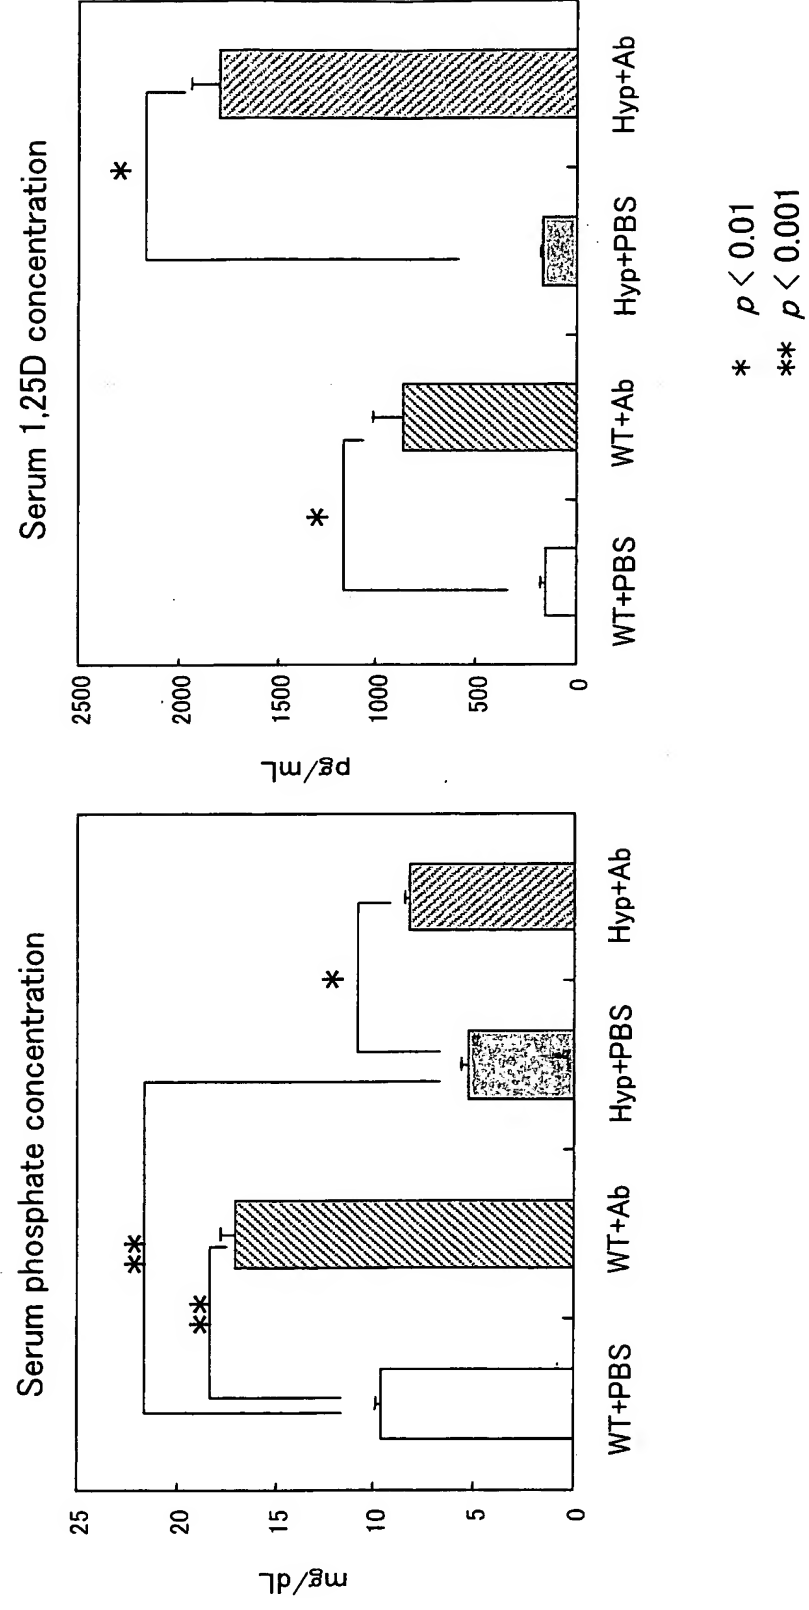 Serum phosphate concentration
mg/dL
25
20
15
10
5
0
**
**
*
WT+PBS
WT+Ab
Hyp+PBS
Hyp+Ab
Serum 1,25D concentration
pg/mL
2500
2000
1500
1000
500
0
*
*
WT+PBS
WT+Ab
Hyp+PBS
Hyp+Ab
* p < 0.01
** p < 0.001